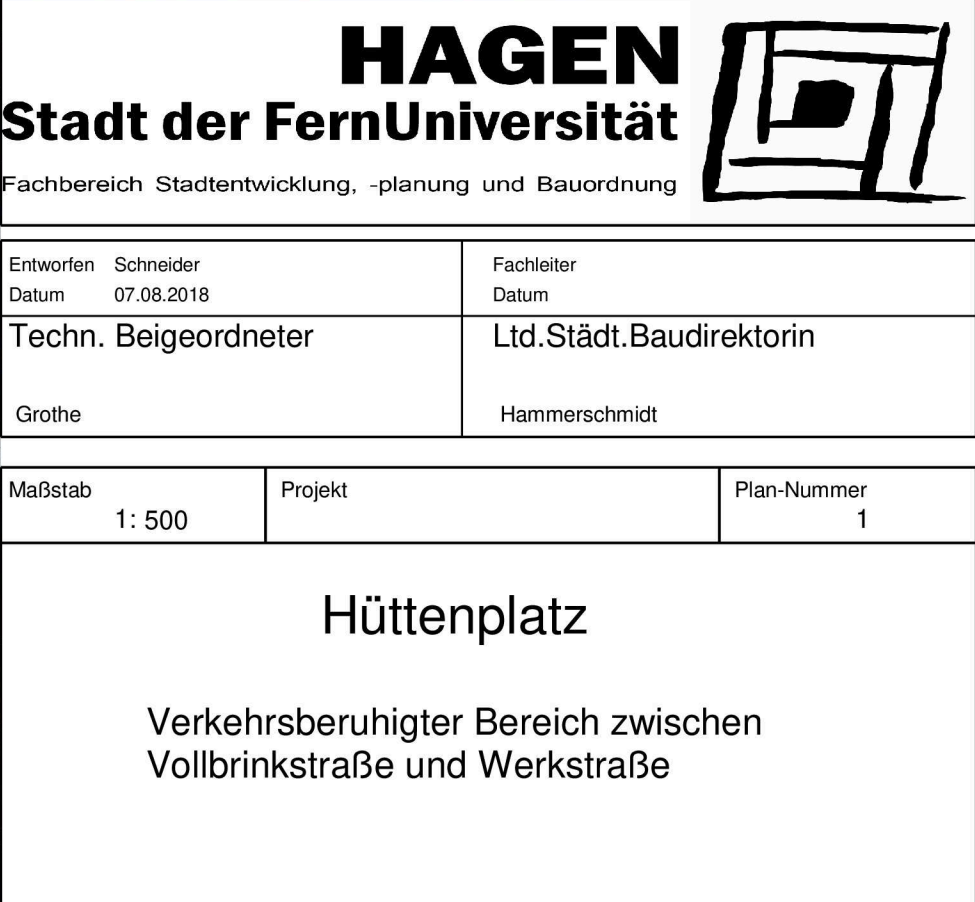 HAGEN
Stadt der FernUniversität
Fachbereich Stadtentwicklung, -planung und Bauordnung
Entworfen Schneider
Datum 07.08.2018
Fachleiter
Datum
Techn. Beigeordneter
Grothe
Ltd.Städt.Baudirektorin
Hammerschmidt
Maßstab
1: 500
Projekt
Plan-Nummer
1
Hüttenplatz
Verkehrsberuhigter Bereich zwischen
Vollbrinkstraße und Werkstraße